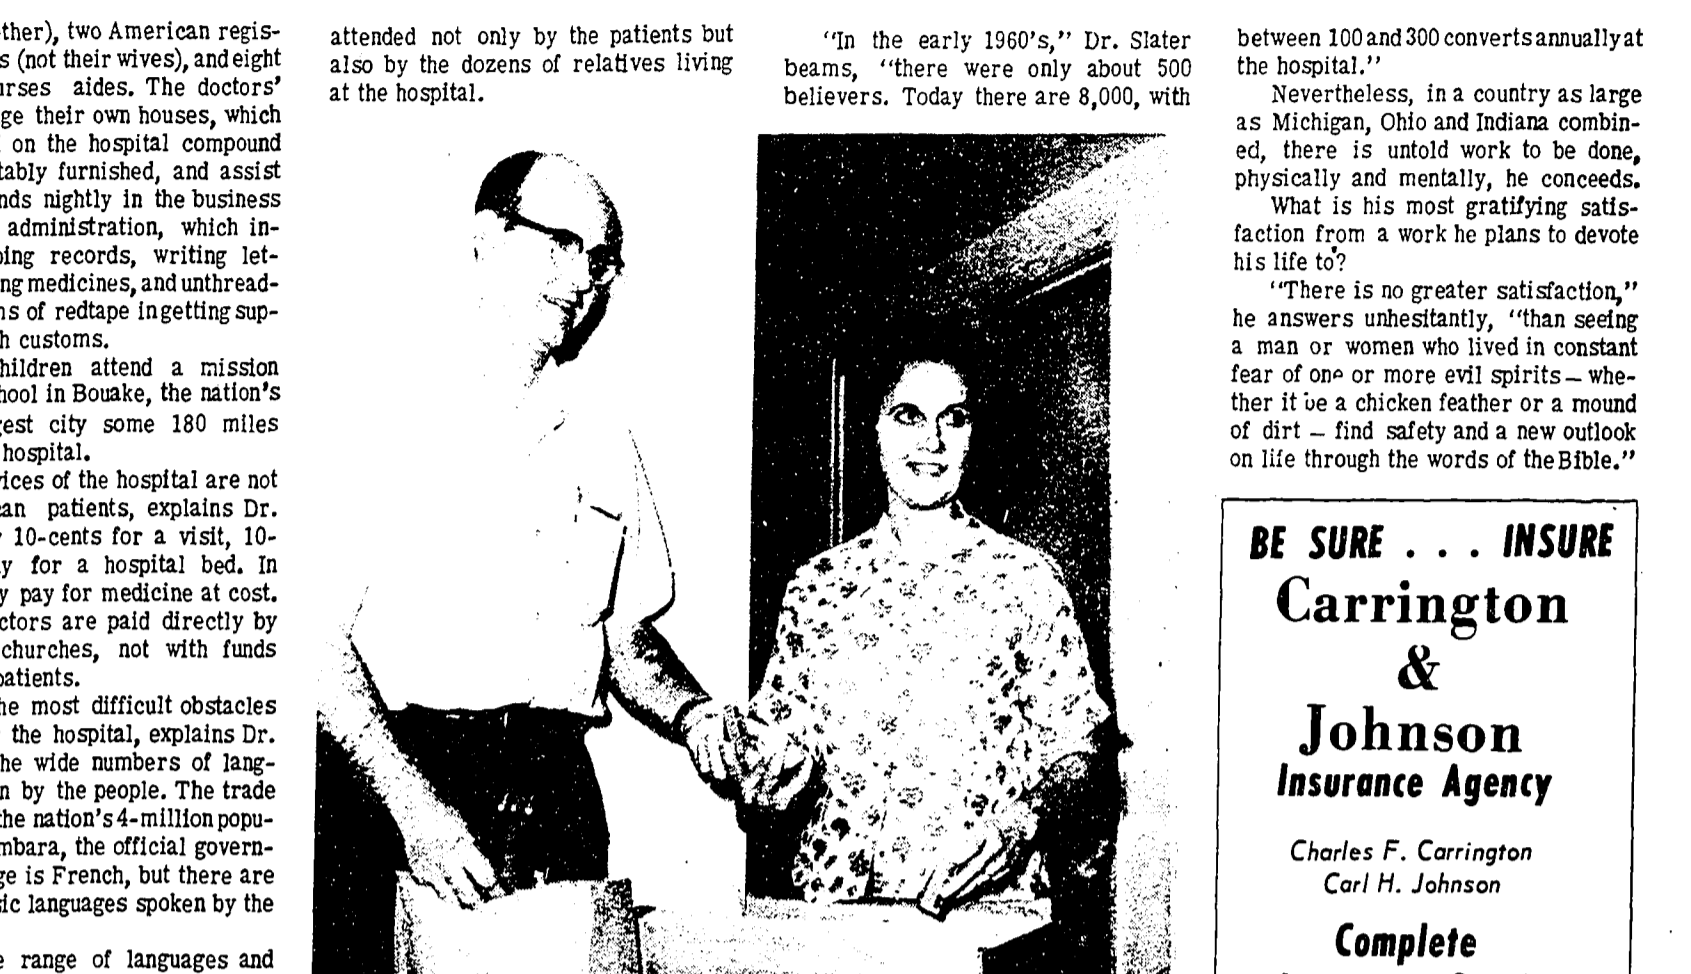 ther), two American regis-
s (not their wives), and eight
urses aides. The doctors'
ge their own houses, which
on the hospital compound
tably furnished, and assist
nds nightly in the business
administration, which in-
ping records, writing let-
ng medicines, and unthread-
ns of redtape in getting sup-
h customs.
hildren attend a mission
hool in Bouake, the nation's
gest city some 180 miles
hospital.
ices of the hospital are not
an patients, explains Dr.
10-cents for a visit, 10-
y for a hospital bed. In
y pay for medicine at cost.
ctors are paid directly by
churches, not with funds
patients.
he most difficult obstacles
the hospital, explains Dr.
he wide numbers of lang-
n by the people. The trade
the nation's 4-million popu-
mbara, the official govern-
ge is French, but there are
ic languages spoken by the
e range of languages and
attended not only by the patients but
also by the dozens of relatives living
at the hospital.
"In the early 1960's," Dr. Slater
beams, "there were only about 500
believers. Today there are 8,000, with
between 100 and 300 converts annually at
the hospital."
Nevertheless, in a country as large
as Michigan, Ohio and Indiana combin-
ed, there is untold work to be done,
physically and mentally, he conceeds.
What is his most gratifying satis-
faction from a work he plans to devote
his life to?
"There is no greater satisfaction,"
he answers unhesitantly, "than seeing
a man or women who lived in constant
fear of one or more evil spirits — whe-
ther it be a chicken feather or a mound
of dirt — find safety and a new outlook
on life through the words of the Bible."
BE SURE . . . INSURE
Carrington
&
Johnson
Insurance Agency
Charles F. Carrington
Carl H. Johnson
Complete